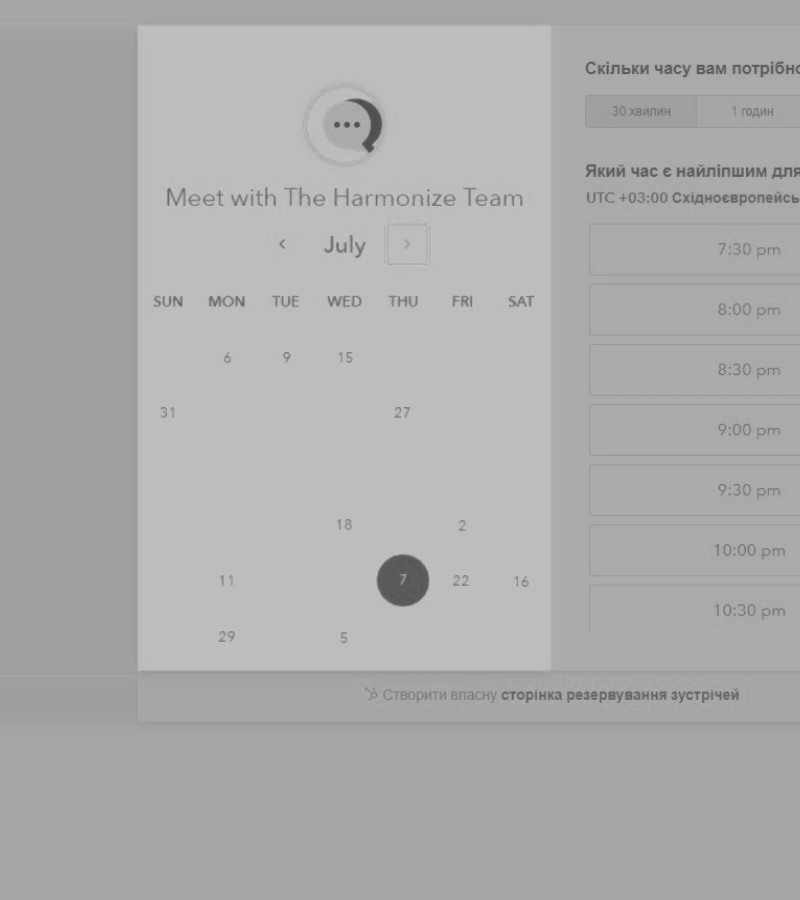 Meet with The Harmonize Team
July
SUN MON TUE WED THU FRI SAT
6 9 15
31 27
18 2
11 7 22 16
29 5
Скільки часу вам потрібно
30 хвилин 1 годин
Який час є найліпшим для
UTC +03:00 Східноєвропейсь
7:30 pm
8:00 pm
8:30 pm
9:00 pm
9:30 pm
10:00 pm
10:30 pm
Створити власну сторінка резервування зустрічей